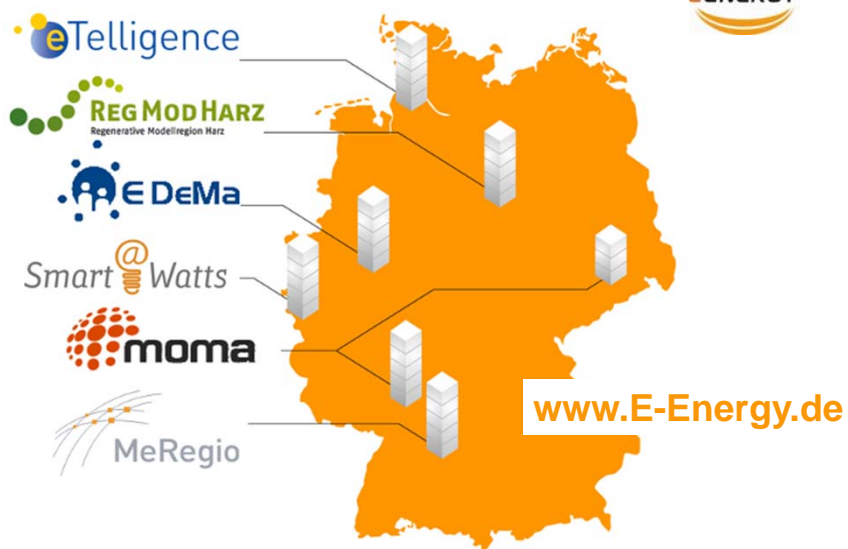 eTelligence
REGMODHARZ
Regenerative Modellregion Harz
E DeMa
Smart@Watts
moma
MeRegio
www.E-Energy.de